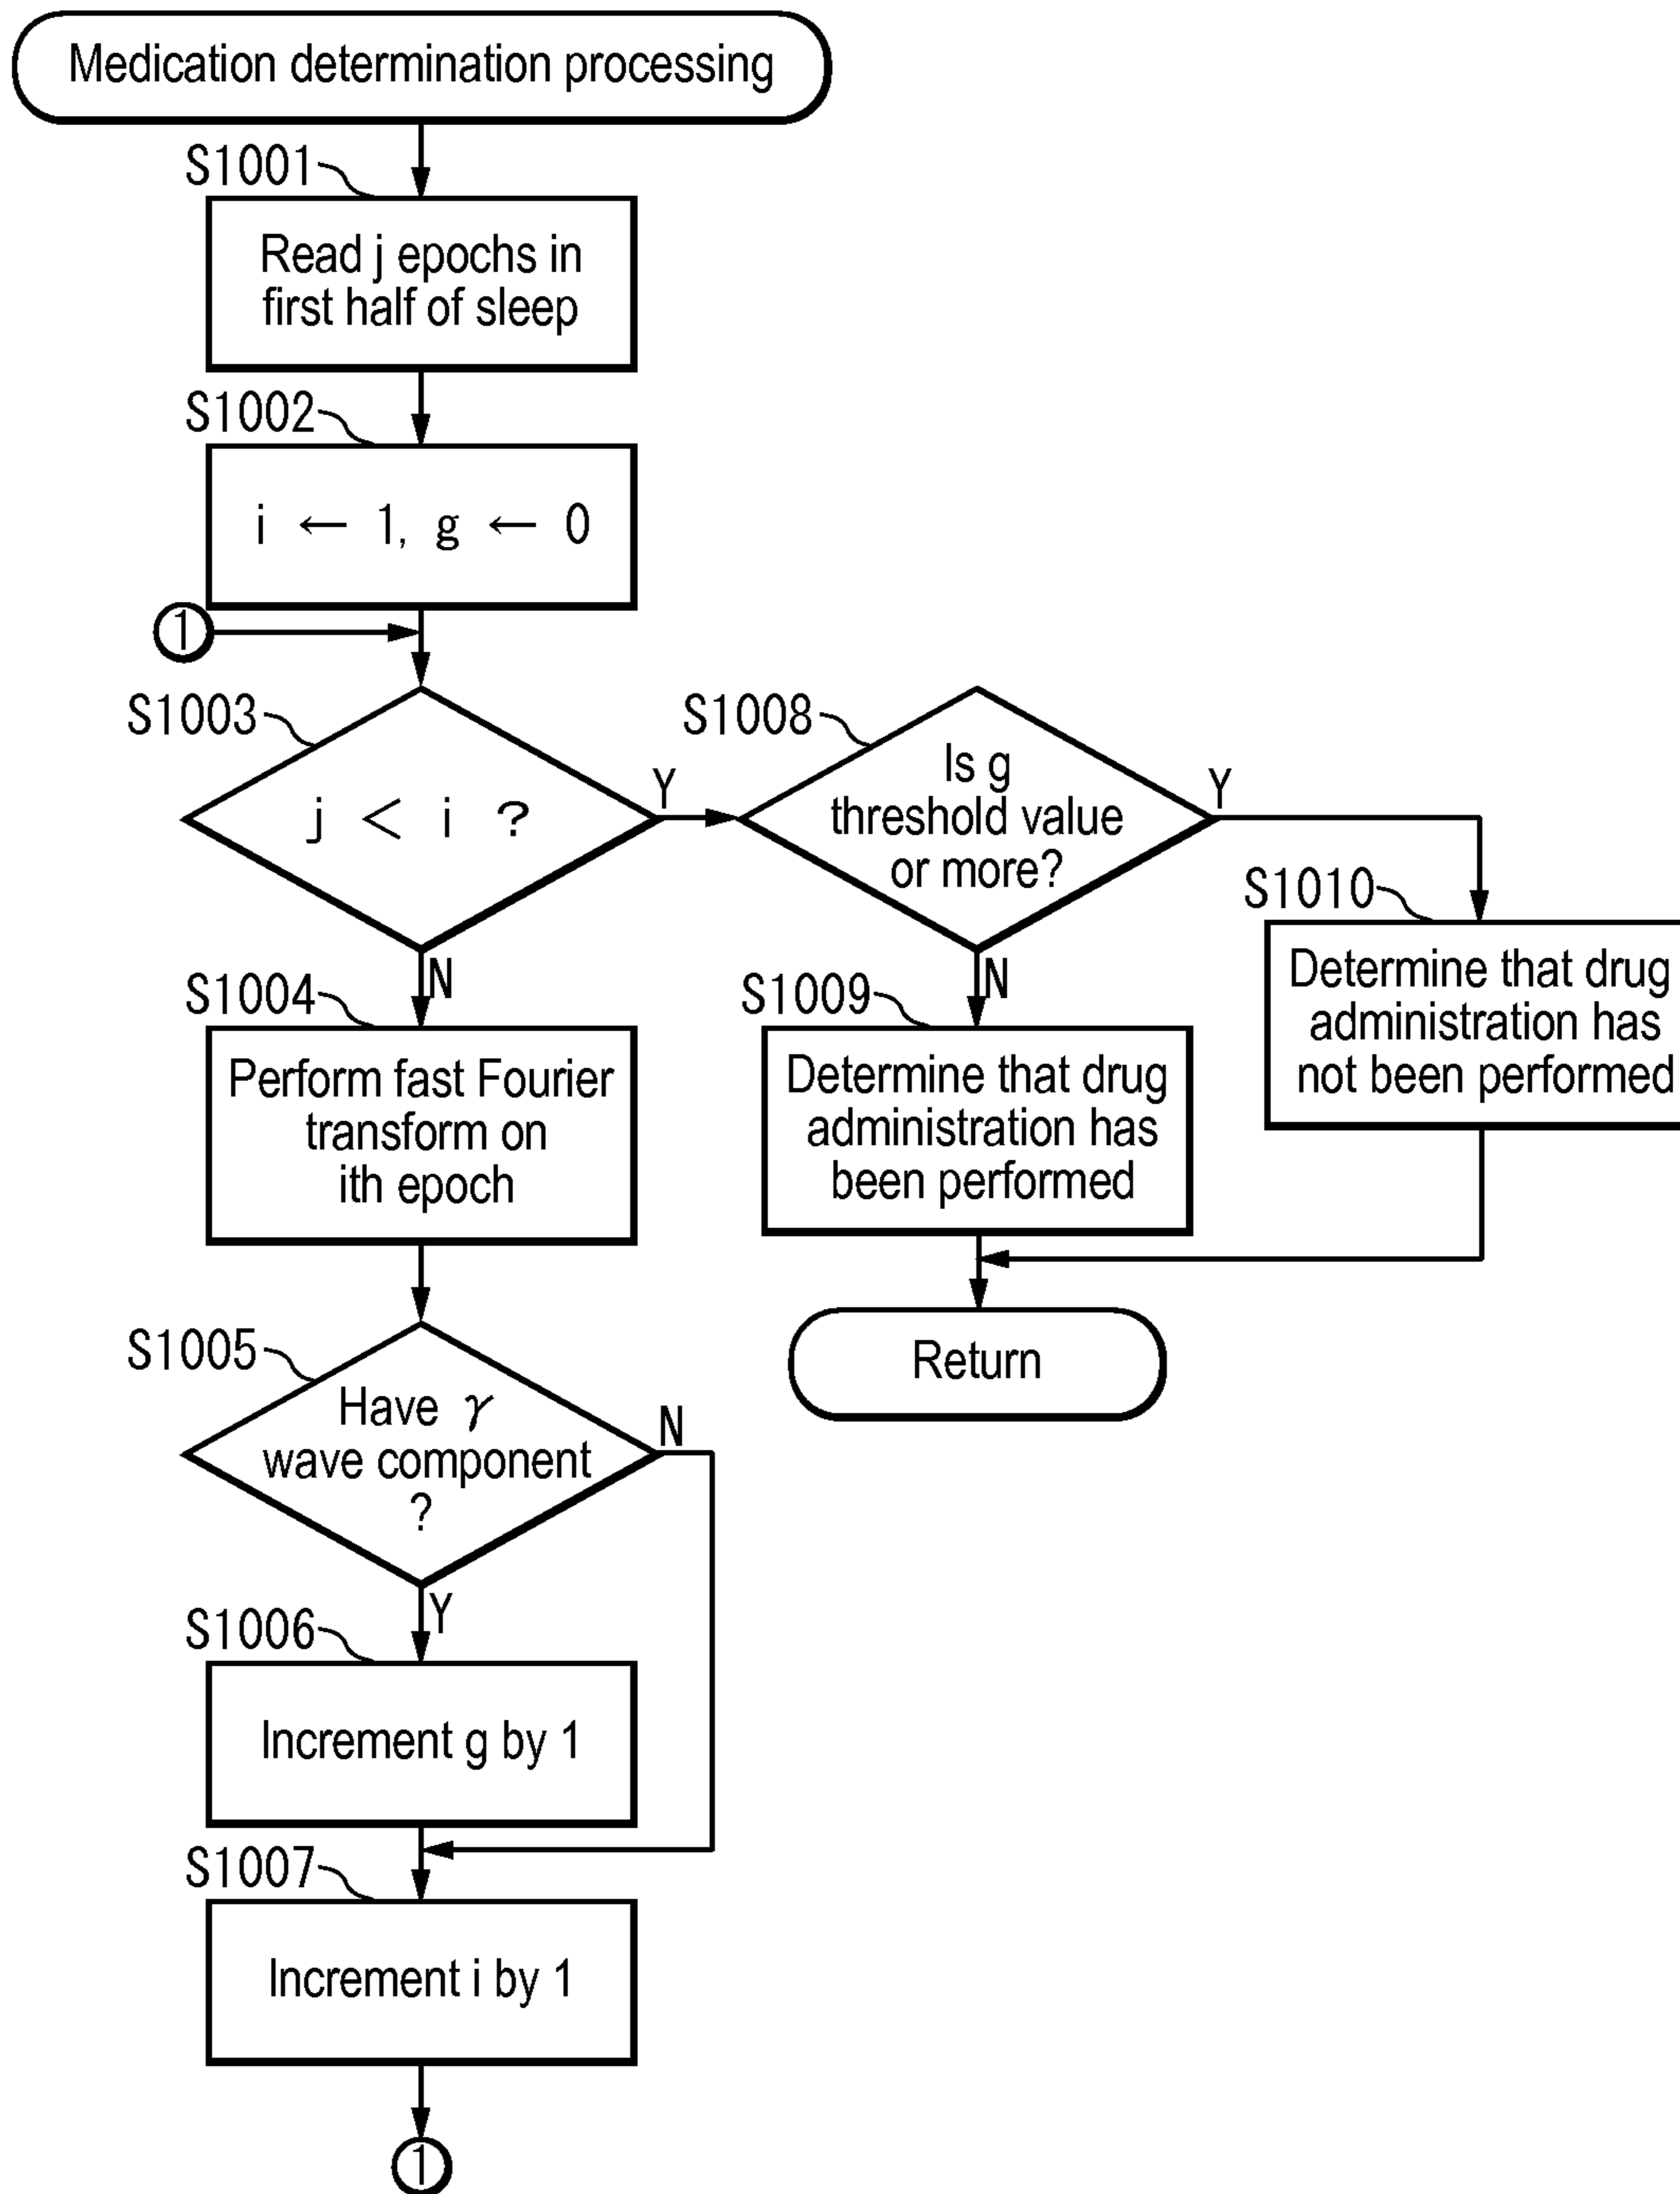 Medication determination processing
S1001
Read j epochs in
first half of sleep
S1002
i ← 1, g ← 0
1
S1003
j < i ?
Y
N
S1008
Is g
threshold value
or more?
Y
N
S1010
Determine that drug
administration has
not been performed
S1009
Determine that drug
administration has
been performed
Return
S1004
Perform fast Fourier
transform on
ith epoch
S1005
Have γ
wave component
?
N
Y
S1006
Increment g by 1
S1007
Increment i by 1
1